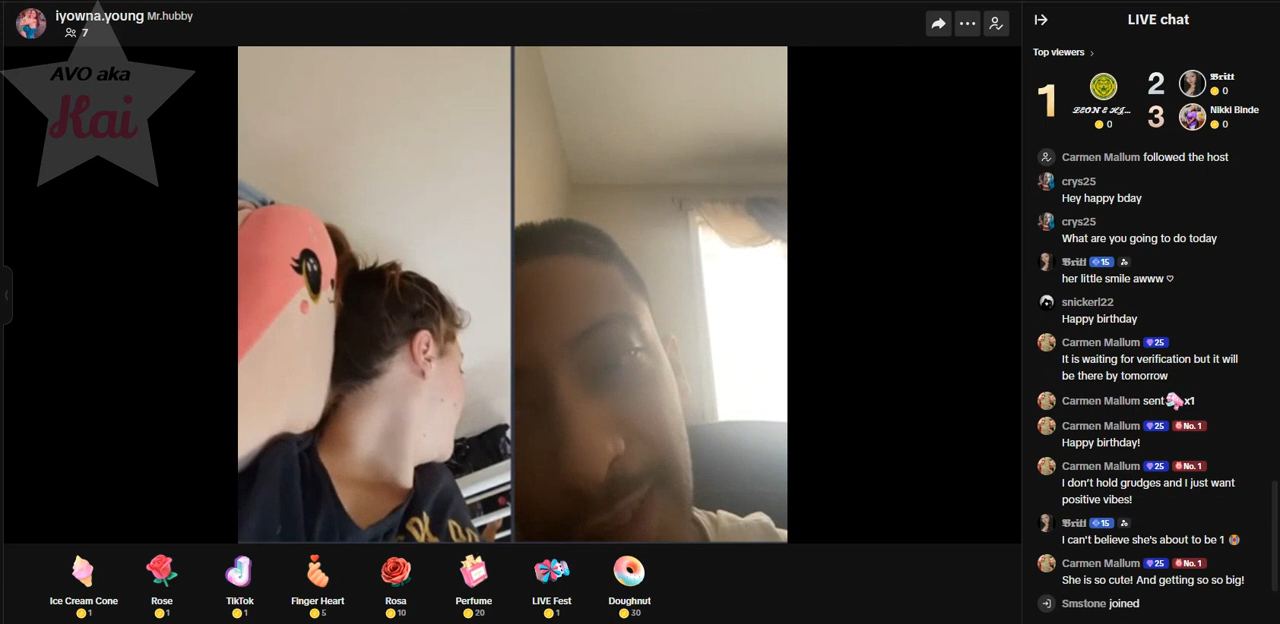 iyowna.young Mr.hubby
7
AVO aka
Kai
LIVE chat
Top viewers
1
0
2
Britt
0
3
Nikki Binde
0
Carmen Mallum followed the host
crys25
Hey happy bday
crys25
What are you going to do today
Britt 15
her little smile awww ♡
snickerl22
Happy birthday
Carmen Mallum 25
It is waiting for verification but it will
be there by tomorrow
Carmen Mallum sent x1
Carmen Mallum 25 No. 1
Happy birthday!
Carmen Mallum 25 No. 1
I don't hold grudges and I just want
positive vibes!
Britt 15
I can't believe she's about to be 1
Carmen Mallum 25 No. 1
She is so cute! And getting so so big!
Smstone joined
Ice Cream Cone
1
Rose
1
TikTok
1
Finger Heart
5
Rosa
10
Perfume
20
LIVE Fest
1
Doughnut
30